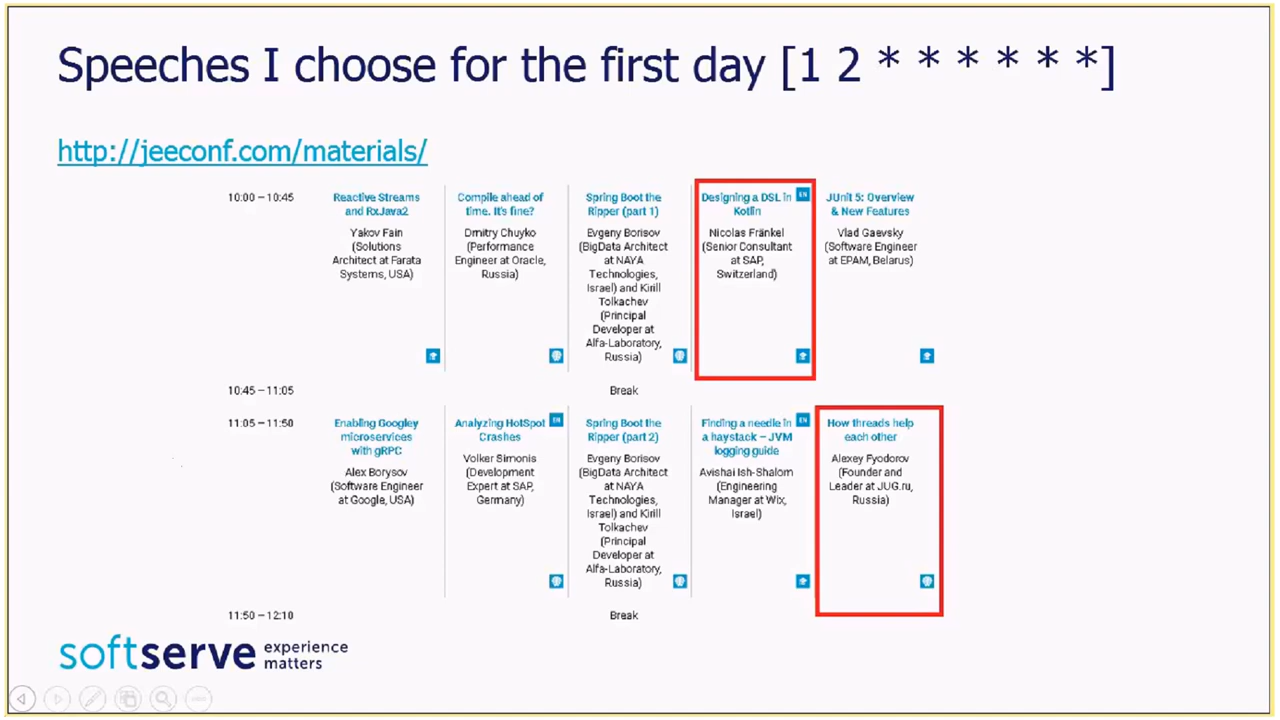 Speeches I choose for the first day [1 2 * * * * * *]
http://jeeconf.com/materials/
10:00 – 10:45
Reactive Streams
and RxJava2
Yakov Fain
(Solutions
Architect at Farata
Systems, USA)
Compile ahead of
time. It's fine?
Dmitry Chuyko
(Performance
Engineer at Oracle,
Russia)
Spring Boot the
Ripper (part 1)
Evgeny Borisov
(BigData Architect
at NAYA
Technologies,
Israel) and Kirill
Tolkachev
(Principal
Developer at
Alfa-Laboratory,
Russia)
Designing a DSL in
Kotlin
EN
Nicolas Fränkel
(Senior Consultant
at SAP,
Switzerland)
JUnit 5: Overview
& New Features
Vlad Gaevsky
(Software Engineer
at EPAM, Belarus)
10:45 – 11:05
Break
11:05 – 11:50
Enabling Googley
microservices
with gRPC
Alex Borysov
(Software Engineer
at Google, USA)
Analyzing HotSpot
Crashes
EN
Volker Simonis
(Development
Expert at SAP,
Germany)
Spring Boot the
Ripper (part 2)
Evgeny Borisov
(BigData Architect
at NAYA
Technologies,
Israel) and Kirill
Tolkachev
(Principal
Developer at
Alfa-Laboratory,
Russia)
Finding a needle in
a haystack – JVM
logging guide
EN
Avishai Ish-Shalom
(Engineering
Manager at Wix,
Israel)
How threads help
each other
Alexey Fyodorov
(Founder and
Leader at JUG.ru,
Russia)
11:50 – 12:10
Break
softserve
experience
matters